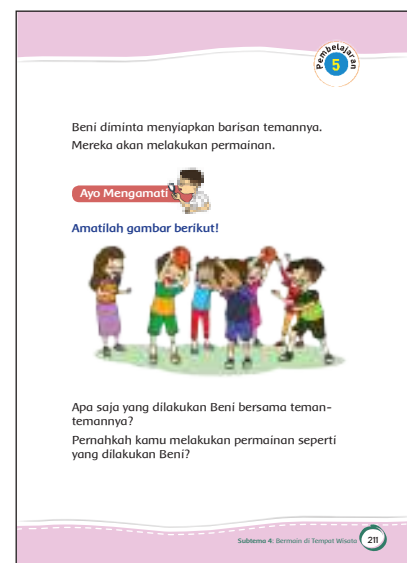 Pembelajaran
5
Beni diminta menyiapkan barisan temannya.
Mereka akan melakukan permainan.
Ayo Mengamati
Amatilah gambar berikut!
Apa saja yang dilakukan Beni bersama teman-
temannya?
Pernahkah kamu melakukan permainan seperti
yang dilakukan Beni?
Subtema 4: Bermain di Tempat Wisata
211